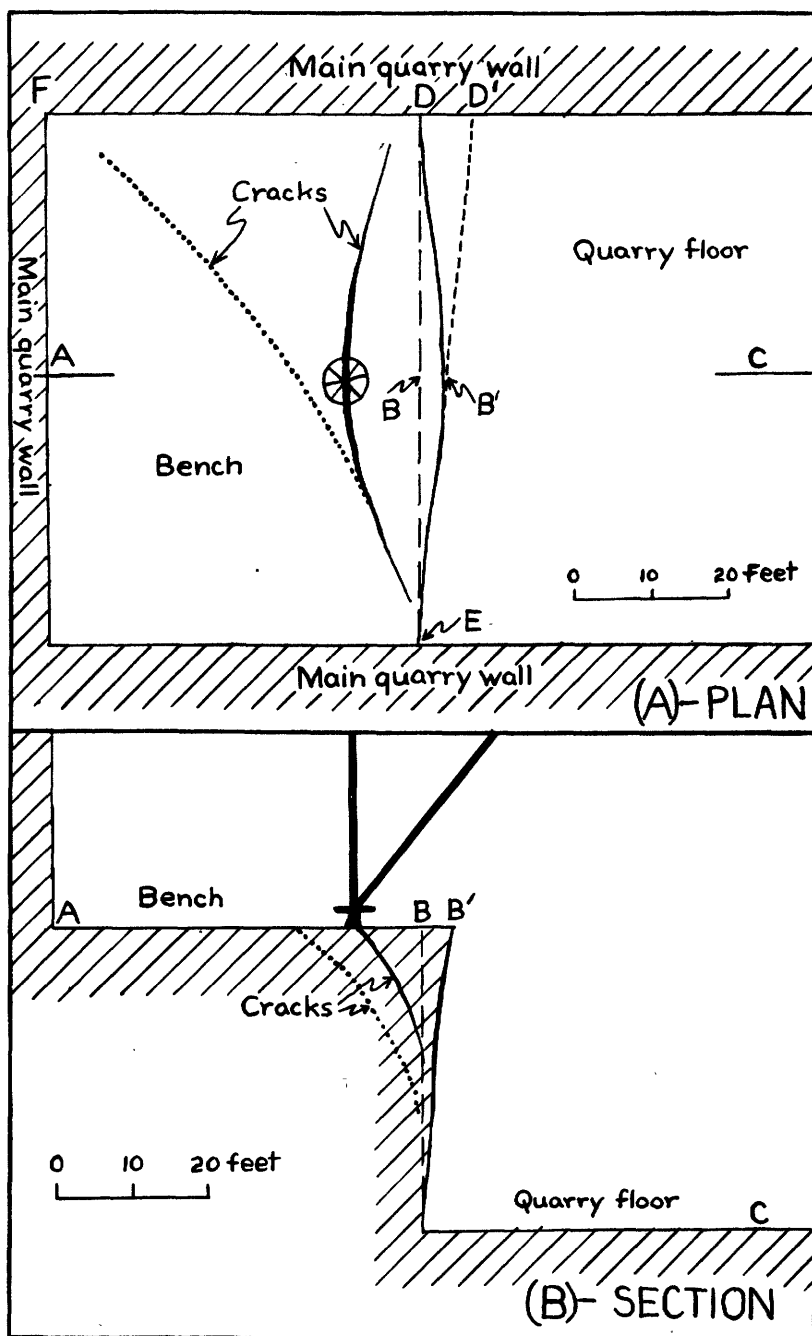 Main quarry wall
F
D D'
Cracks
Quarry floor
Main quarry wall
A
C
B
B'
Bench
0 10 20 Feet
E
Main quarry wall
(A)-PLAN
Bench
A
B B'
Cracks
0 10 20 feet
Quarry floor
C
(B)- SECTION